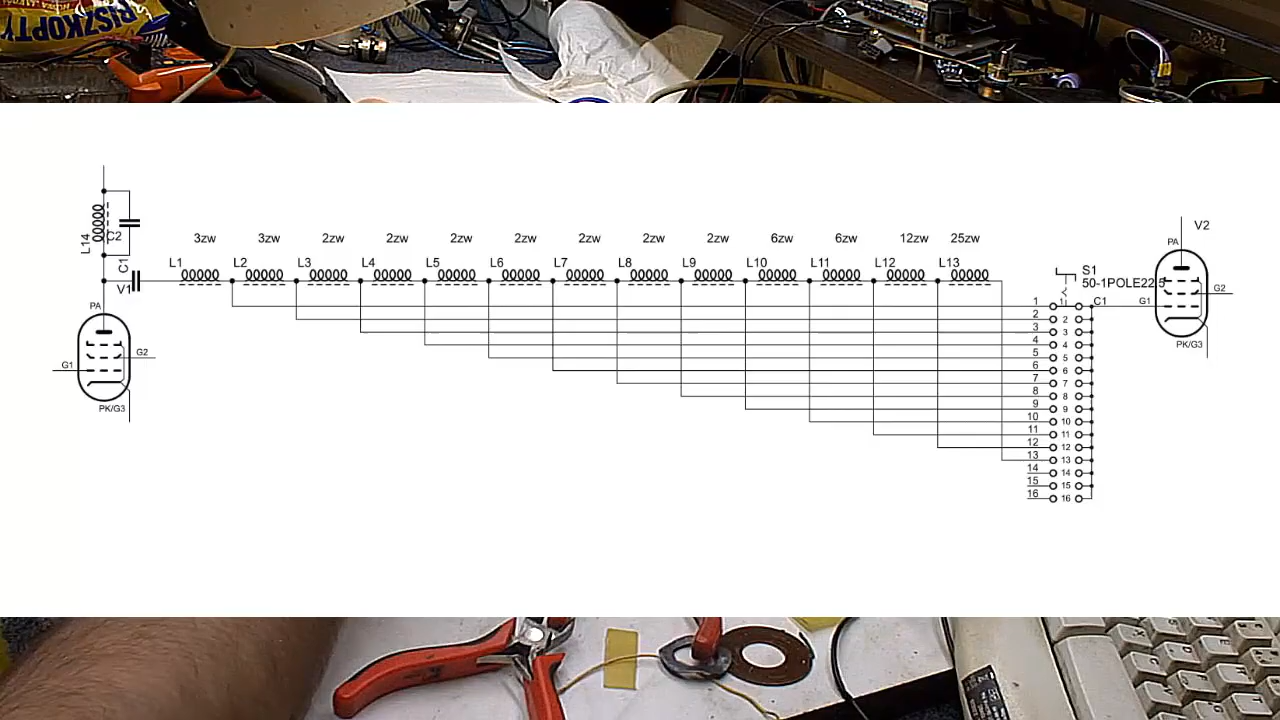 PISZKOPTY
DELL
L14
C2
C1
V1
PA
G1
G2
PK/G3
3zw 3zw 2zw 2zw 2zw 2zw 2zw 2zw 2zw 6zw 6zw 12zw 25zw
L1 L2 L3 L4 L5 L6 L7 L8 L9 L10 L11 L12 L13
S1
50-1POLE22.5
C1
1 1
2 2
3 3
4 4
5 5
6 6
7 7
8 8
9 9
10 10
11 11
12 12
13 13
14 14
15 15
16 16
V2
PA
G1
G2
PK/G3